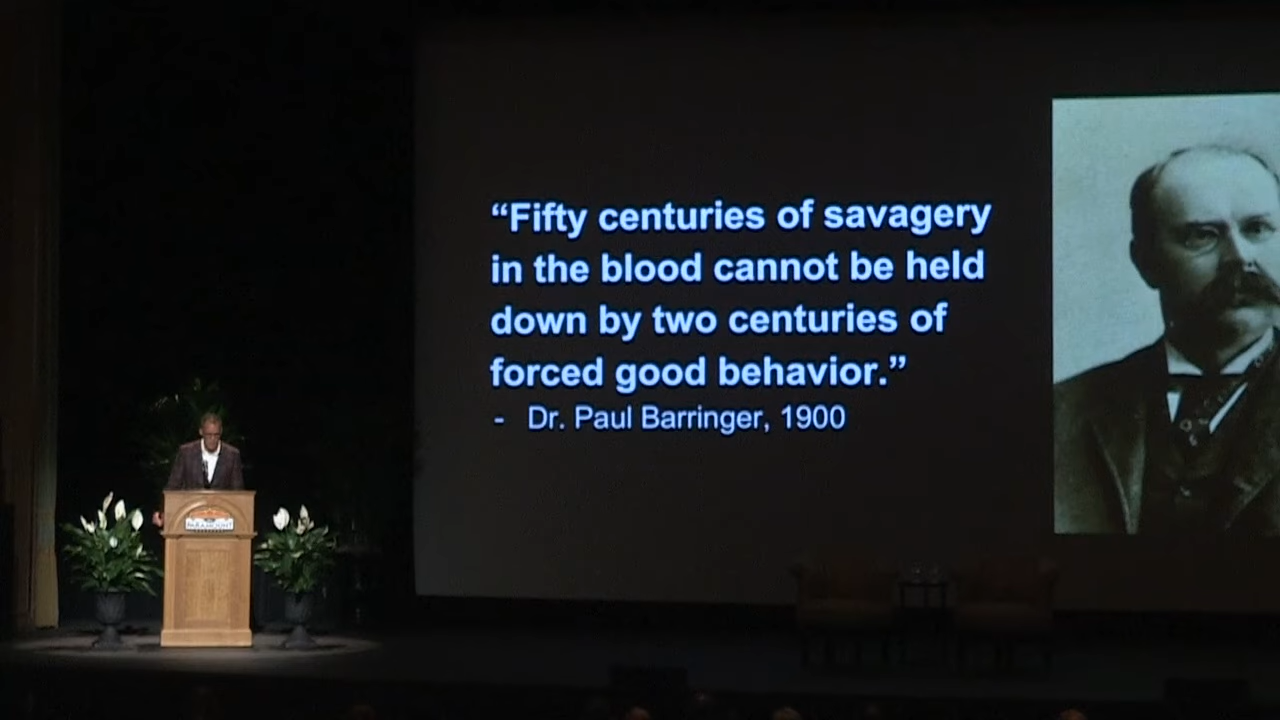 “Fifty centuries of savagery
in the blood cannot be held
down by two centuries of
forced good behavior.”
- Dr. Paul Barringer, 1900
PARAMOUNT